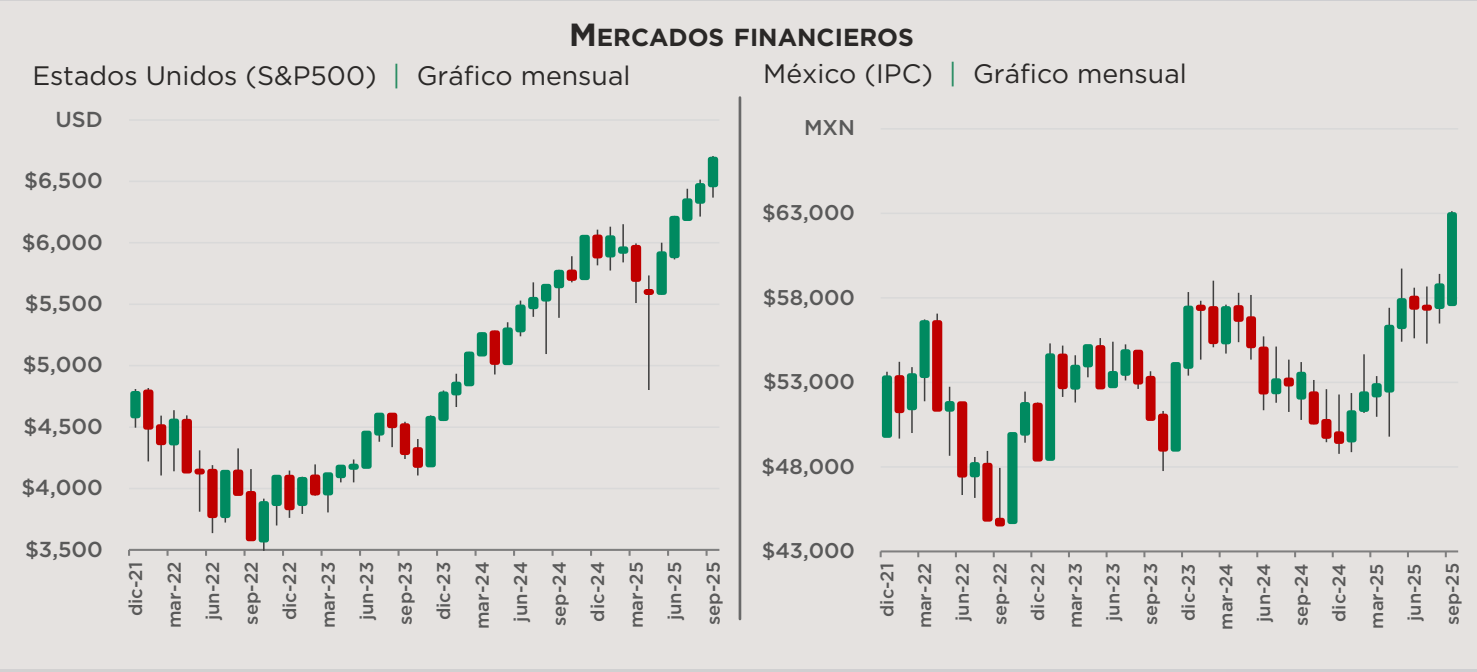 MERCADOS FINANCIEROS
Estados Unidos (S&P500) | Gráfico mensual
USD
$6,500
$6,000
$5,500
$5,000
$4,500
$4,000
$3,500
dic-21
mar-22
jun-22
sep-22
dic-22
mar-23
jun-23
sep-23
dic-23
mar-24
jun-24
sep-24
dic-24
mar-25
jun-25
sep-25
México (IPC) | Gráfico mensual
MXN
$63,000
$58,000
$53,000
$48,000
$43,000
dic-21
mar-22
jun-22
sep-22
dic-22
mar-23
jun-23
sep-23
dic-23
mar-24
jun-24
sep-24
dic-24
mar-25
jun-25
sep-25